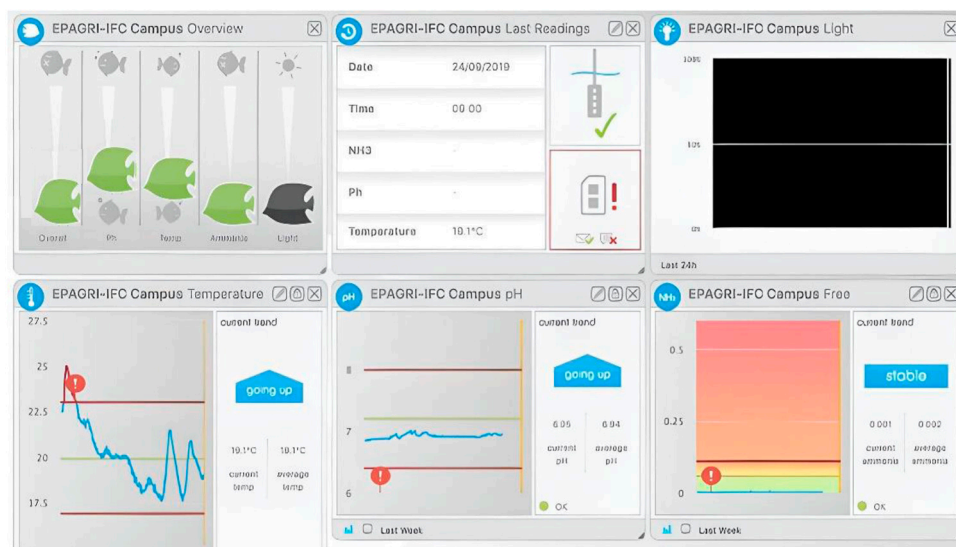 EPAGRI-IFC Campus Overview
Overall
0%
Temp
Ammonia
Light
EPAGRI-IFC Campus Last Readings
Date 24/09/2019
Time 00 00
NH3 -
Ph -
Temperature 19.1°C
EPAGRI-IFC Campus Light
100%
50%
0%
Last 24h
EPAGRI-IFC Campus Temperature
27.5
25
22.5
20
17.5
current trend
going up
19.1°C 19.1°C
current temp
average temp
pH
EPAGRI-IFC Campus pH
8
7
6
current trend
going up
current pH
average pH
OK
Last Week
NH₃
EPAGRI-IFC Campus Free
0.5
0.25
0
current trend
stable
0.001 0.002
current ammonia
average ammonia
OK
Last Week